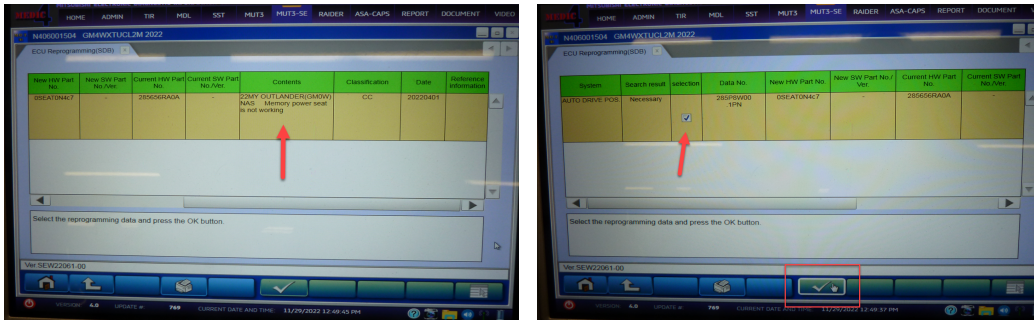 HOME ADMIN TIR MDL SST MUT3 MUT3-SE RAIDER ASA-CAPS REPORT DOCUMENT VIDEO
N406001504 GM4WXTUCL2M 2022
ECU Reprogramming(SDB)
New HW Part No. New SW Part No./Ver. Current HW Part No. Current SW Part No./Ver. Contents Classification Date Reference Information
0SEAT0N4c7 - 285656RA0A - 22MY OUTLANDER(GM0W) CC 20220401
NAS Memory power seat
is not working
Select the reprogramming data and press the OK button.
Ver.SEW22061-00
VERSION 4.0 UPDATE #: 769 CURRENT DATE AND TIME: 11/29/2022 12:49:45 PM
HOME ADMIN TIR MDL SST MUT3 MUT3-SE RAIDER ASA-CAPS REPORT DOCUMENT
N406001504 GM4WXTUCL2M 2022
ECU Reprogramming(SDB)
System Search result selection Data No. New HW Part No. New SW Part No./Ver. Current HW Part No. Current SW Part No./Ver.
AUTO DRIVE POS Necessary 0SEAT0N4c7 - 285656RA0A -
1PN
Select the reprogramming data and press the OK button.
Ver.SEW22061-00
VERSION 4.0 UPDATE #: 769 CURRENT DATE AND TIME: 11/29/2022 12:49:37 PM